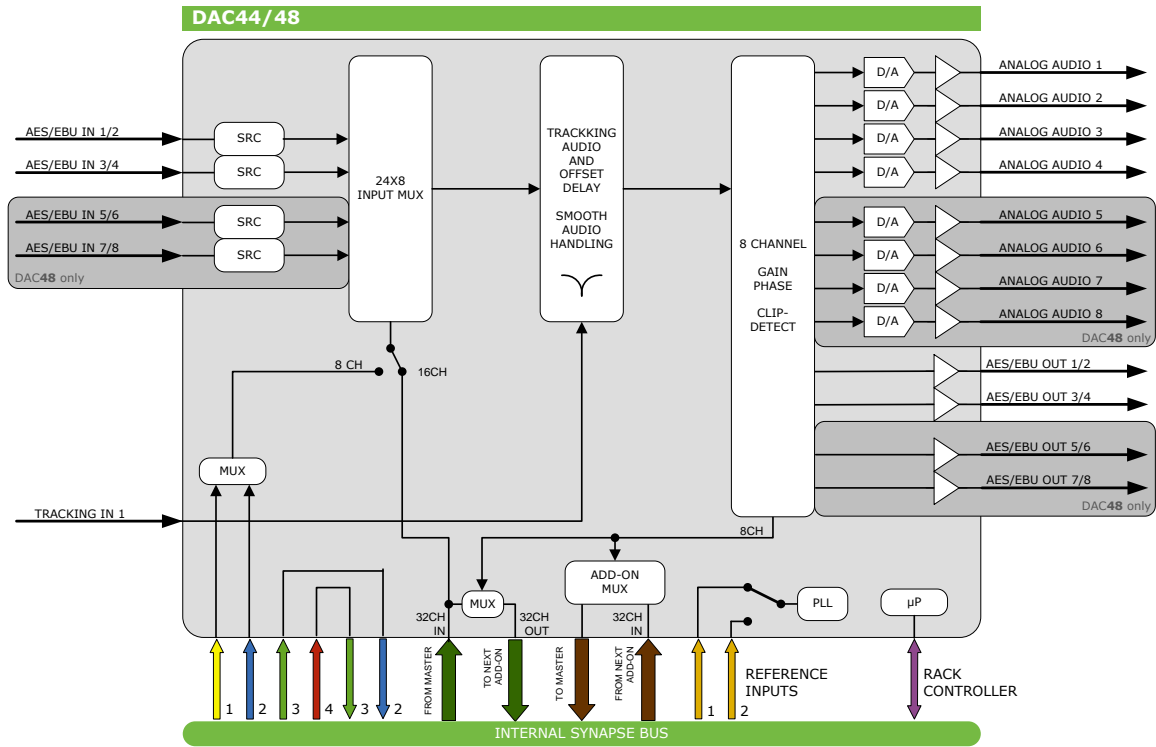 DAC44/48
AES/EBU IN 1/2
AES/EBU IN 3/4
AES/EBU IN 5/6
AES/EBU IN 7/8
DAC48 only
SRC
SRC
SRC
SRC
24X8
INPUT MUX
TRACKKING
AUDIO
AND
OFFSET
DELAY
SMOOTH
AUDIO
HANDLING
8 CHANNEL
GAIN
PHASE
CLIP-
DETECT
D/A
D/A
D/A
D/A
D/A
D/A
D/A
D/A
ANALOG AUDIO 1
ANALOG AUDIO 2
ANALOG AUDIO 3
ANALOG AUDIO 4
ANALOG AUDIO 5
ANALOG AUDIO 6
ANALOG AUDIO 7
ANALOG AUDIO 8
DAC48 only
AES/EBU OUT 1/2
AES/EBU OUT 3/4
AES/EBU OUT 5/6
AES/EBU OUT 7/8
DAC48 only
8 CH
16CH
MUX
TRACKING IN 1
8CH
ADD-ON
MUX
MUX
32CH
IN
32CH
OUT
32CH
IN
PLL
µP
1
2
3
4
3
2
FROM MASTER
TO NEXT
ADD-ON
TO MASTER
FROM NEXT
ADD-ON
1
2
REFERENCE
INPUTS
RACK
CONTROLLER
INTERNAL SYNAPSE BUS